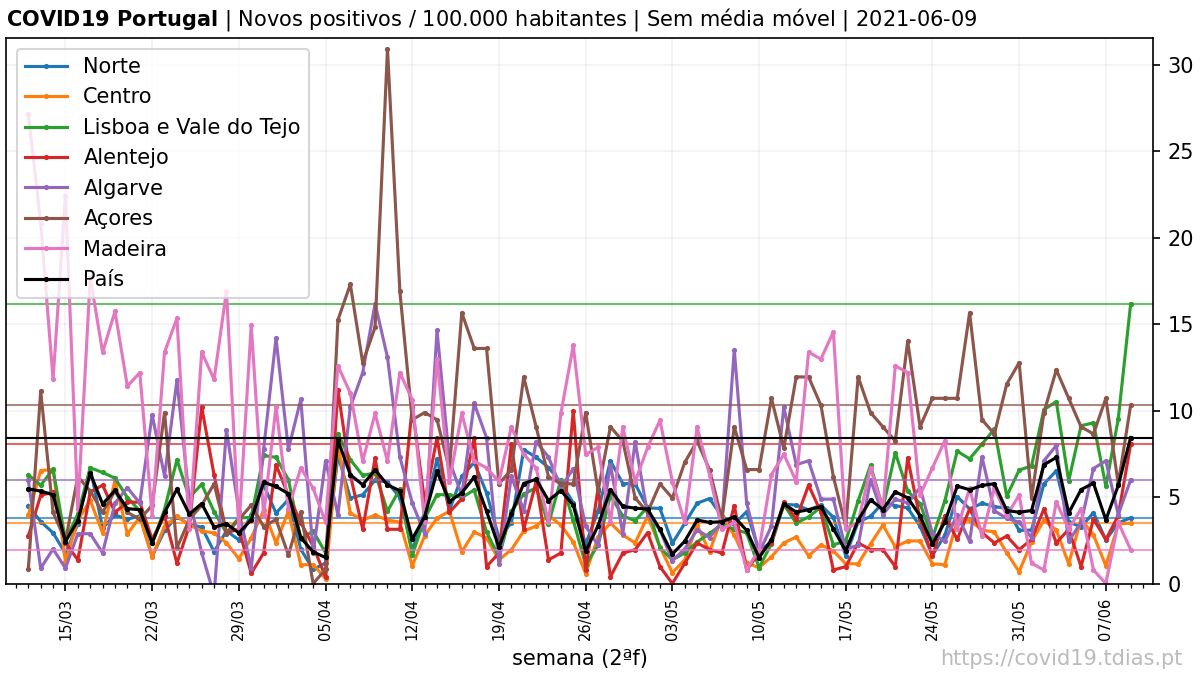 COVID19 Portugal | Novos positivos / 100.000 habitantes | Sem média móvel | 2021-06-09
Norte
Centro
Lisboa e Vale do Tejo
Alentejo
Algarve
Açores
Madeira
País
30
25
20
15
10
5
0
15/03
22/03
29/03
05/04
12/04
19/04
26/04
03/05
10/05
17/05
24/05
31/05
07/06
semana (2ªf)
https://covid19.tdias.pt